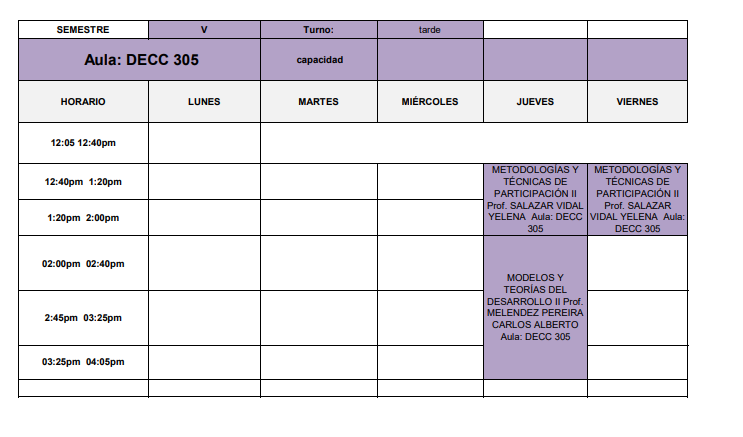 SEMESTRE V Turno: tarde
Aula: DECC 305 capacidad
HORARIO LUNES MARTES MIÉRCOLES JUEVES VIERNES
12:05 12:40pm
12:40pm 1:20pm
1:20pm 2:00pm
METODOLOGÍAS Y
TÉCNICAS DE
PARTICIPACIÓN II
Prof. SALAZAR VIDAL
YELENA Aula: DECC
305
METODOLOGÍAS Y
TÉCNICAS DE
PARTICIPACIÓN II
Prof. SALAZAR
VIDAL YELENA Aula:
DECC 305
02:00pm 02:40pm
2:45pm 03:25pm
03:25pm 04:05pm
MODELOS Y
TEORÍAS DEL
DESARROLLO II Prof.
MELENDEZ PEREIRA
CARLOS ALBERTO
Aula: DECC 305